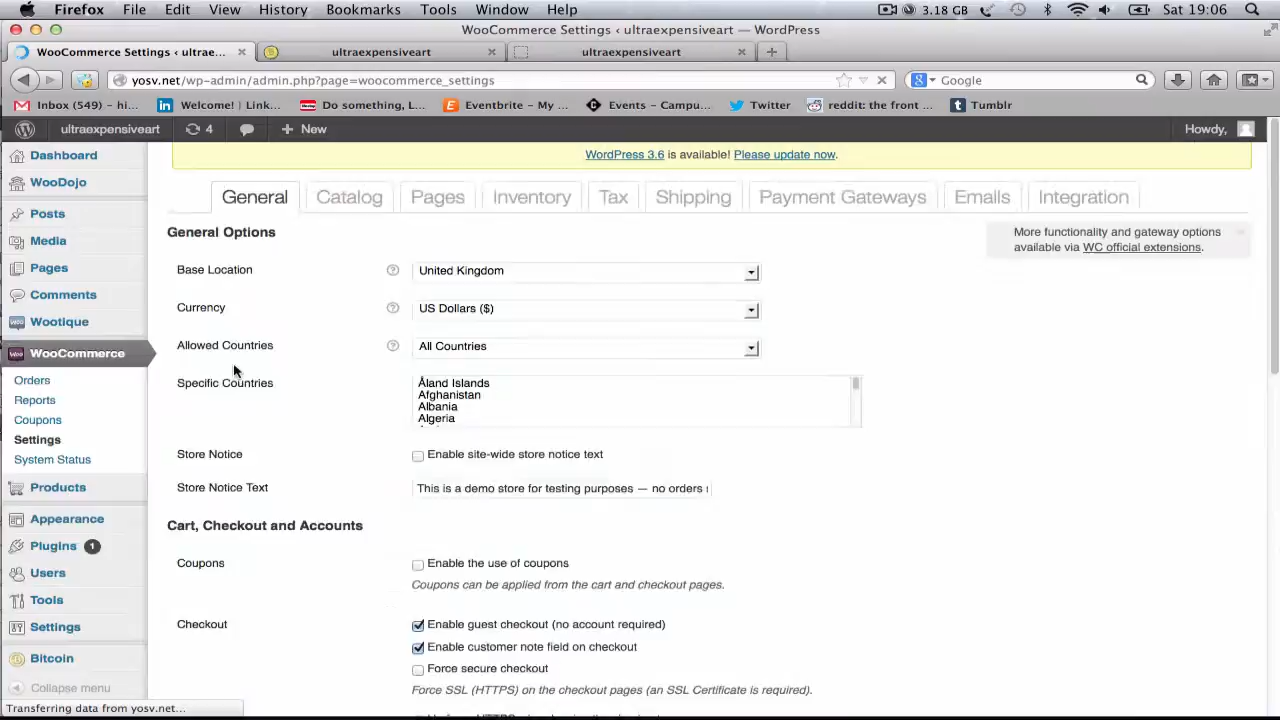 Firefox File Edit View History Bookmarks Tools Window Help 3.18 GB Sat 19:06
WooCommerce Settings ‹ ultraexpensiveart — WordPress
WooCommerce Settings ‹ ultrae... ultraexpensiveart ultraexpensiveart
yosv.net/wp-admin/admin.php?page=woocommerce_settings Google
Inbox (549) – hi... Welcome! | Link... Do something, L... Eventbrite - My ... Events - Campu... Twitter reddit: the front ... Tumblr
ultraexpensiveart 4 New Howdy,
WordPress 3.6 is available! Please update now.
Dashboard
WooDojo
Posts
Media
Pages
Comments
Wootique
WooCommerce
Orders
Reports
Coupons
Settings
System Status
Products
Appearance
Plugins 1
Users
Tools
Settings
Bitcoin
Collapse menu
General Catalog Pages Inventory Tax Shipping Payment Gateways Emails Integration
General Options
More functionality and gateway options
available via WC official extensions.
Base Location ? United Kingdom
Currency ? US Dollars ($)
Allowed Countries ? All Countries
Specific Countries Åland Islands
Afghanistan
Albania
Algeria
Store Notice Enable site-wide store notice text
Store Notice Text This is a demo store for testing purposes — no orders
Cart, Checkout and Accounts
Coupons Enable the use of coupons
Coupons can be applied from the cart and checkout pages.
Checkout Enable guest checkout (no account required)
Enable customer note field on checkout
Force secure checkout
Force SSL (HTTPS) on the checkout pages (an SSL Certificate is required).
Transferring data from yosv.net...